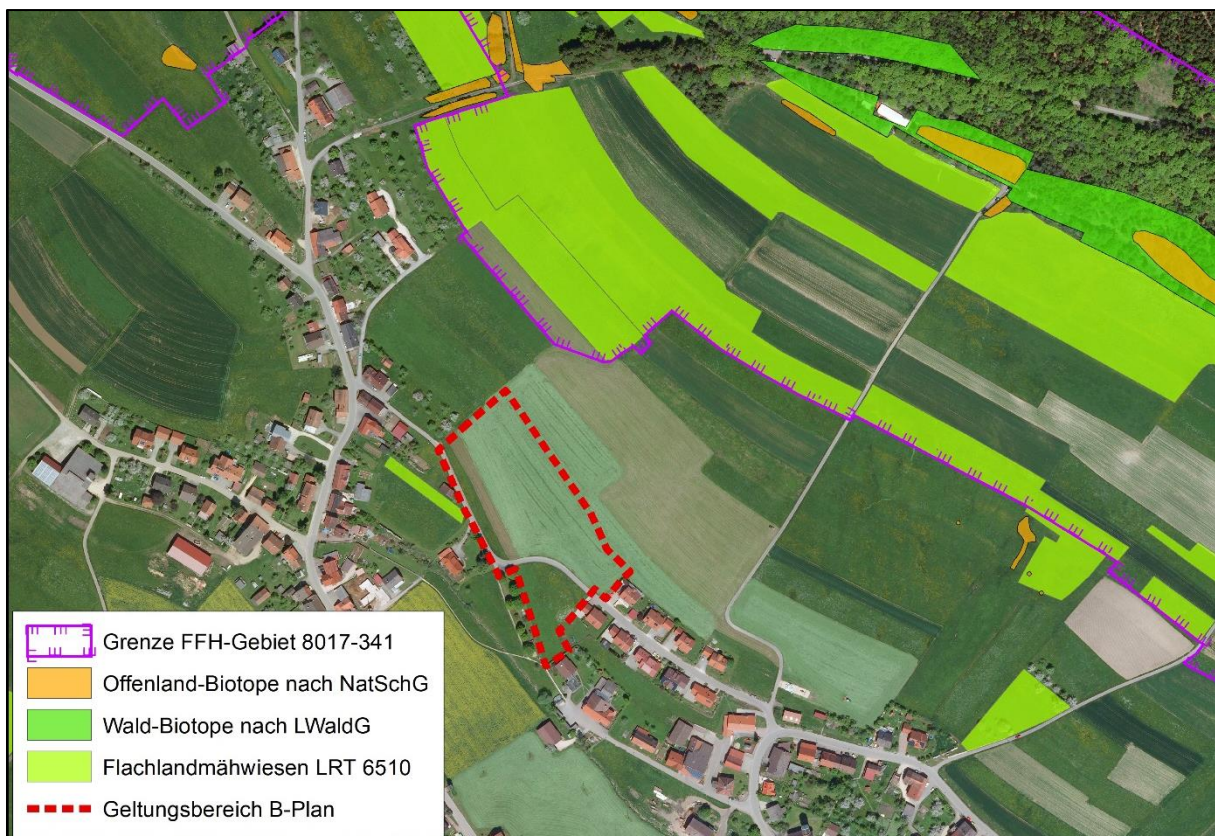 Grenze FFH-Gebiet 8017-341
Offenland-Biotope nach NatSchG
Wald-Biotope nach LWaldG
Flachlandmähwiesen LRT 6510
Geltungsbereich B-Plan